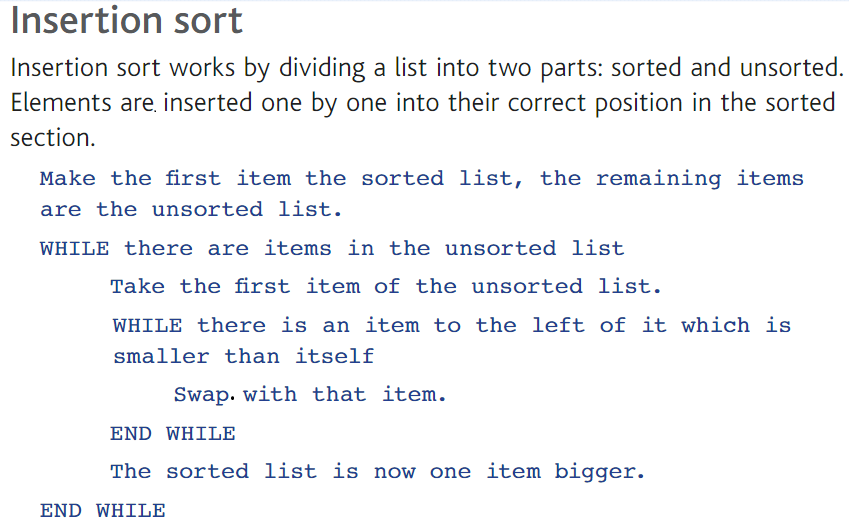 Insertion sort
Insertion sort works by dividing a list into two parts: sorted and unsorted.
Elements are inserted one by one into their correct position in the sorted
section.
Make the first item the sorted list, the remaining items
are the unsorted list.
WHILE there are items in the unsorted list
Take the first item of the unsorted list.
WHILE there is an item to the left of it which is
smaller than itself
Swap with that item.
END WHILE
The sorted list is now one item bigger.
END WHILE